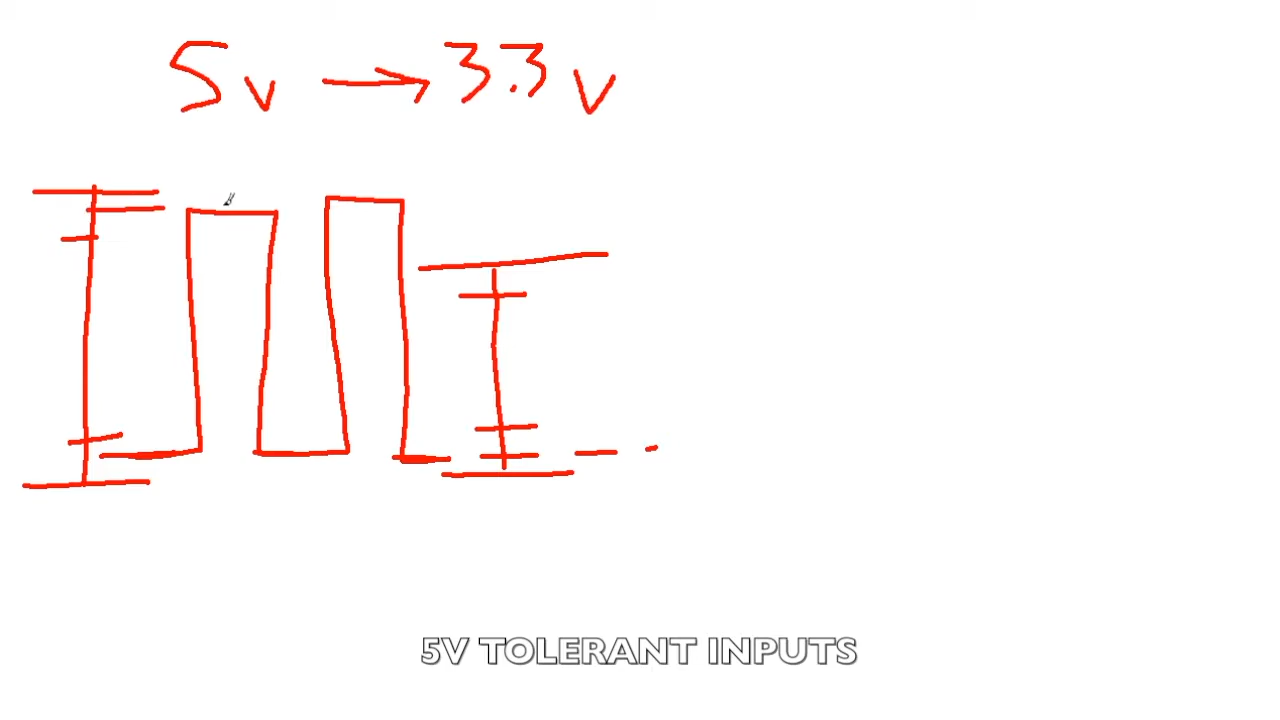 5v → 3.3v
5V TOLERANT INPUTS